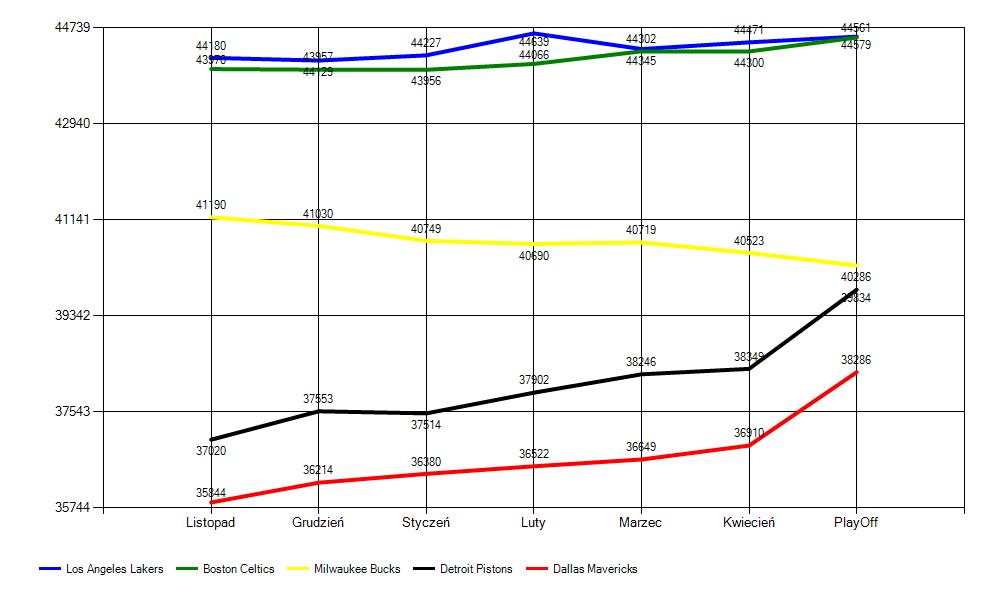 44739
42940
41141
39342
37543
35744
44180 44129 44227 44639 44345 44471 44579
43970 43957 43956 44066 44302 44300 44561
41190 41030 40749 40690 40719 40523 40286
37020 37553 37514 37902 38246 38349 39834
35844 36214 36380 36522 36649 36910 38286
Listopad Grudzień Styczeń Luty Marzec Kwiecień PlayOff
Los Angeles Lakers Boston Celtics Milwaukee Bucks Detroit Pistons Dallas Mavericks